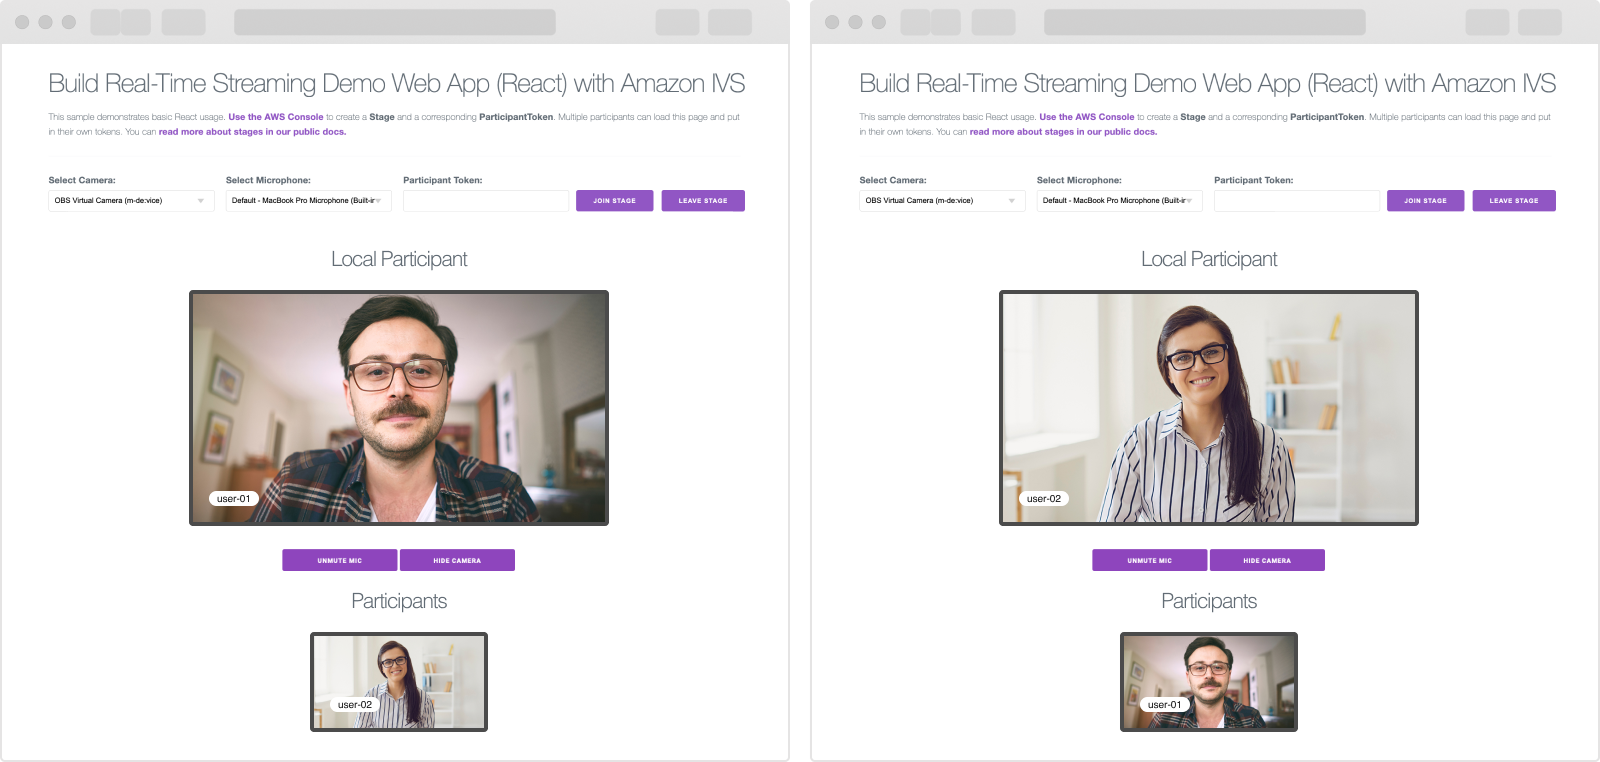 Build Real-Time Streaming Demo Web App (React) with Amazon IVS
This sample demonstrates basic React usage. Use the AWS Console to create a Stage and a corresponding ParticipantToken. Multiple participants can load this page and put
in their own tokens. You can read more about stages in our public docs.
Select Camera:
Select Microphone:
Participant Token:
OBS Virtual Camera (m-de:vice)
Default - MacBook Pro Microphone (Built-ir
JOIN STAGE
LEAVE STAGE
Local Participant
user-01
UNMUTE MIC
HIDE CAMERA
Participants
user-02
Build Real-Time Streaming Demo Web App (React) with Amazon IVS
This sample demonstrates basic React usage. Use the AWS Console to create a Stage and a corresponding ParticipantToken. Multiple participants can load this page and put
in their own tokens. You can read more about stages in our public docs.
Select Camera:
Select Microphone:
Participant Token:
OBS Virtual Camera (m-de:vice)
Default - MacBook Pro Microphone (Built-ir
JOIN STAGE
LEAVE STAGE
Local Participant
user-02
UNMUTE MIC
HIDE CAMERA
Participants
user-01